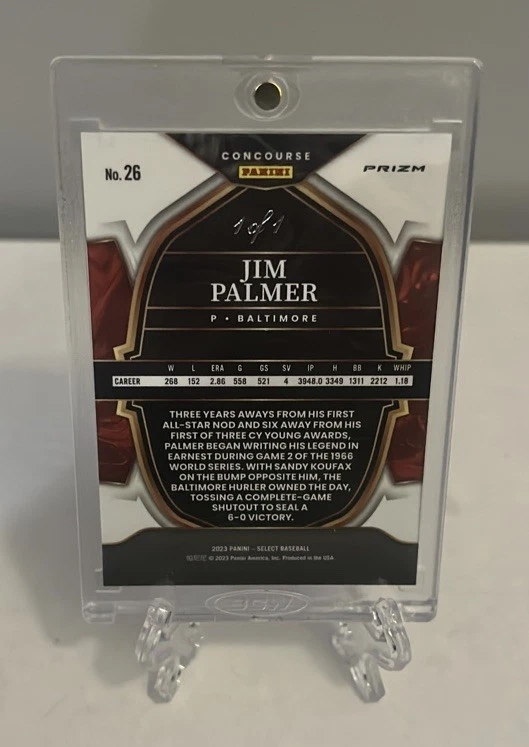 CONCOURSE
PANINI
No. 26
PRIZM
1 of 1
JIM
PALMER
P • BALTIMORE
W L ERA G GS SV IP H BB K WHIP
CAREER 268 152 2.86 558 521 4 3948.0 3349 1311 2212 1.18
THREE YEARS AWAYS FROM HIS FIRST
ALL-STAR NOD AND SIX AWAY FROM HIS
FIRST OF THREE CY YOUNG AWARDS,
PALMER BEGAN WRITING HIS LEGEND IN
EARNEST DURING GAME 2 OF THE 1966
WORLD SERIES. WITH SANDY KOUFAX
ON THE BUMP OPPOSITE HIM, THE
BALTIMORE HURLER OWNED THE DAY,
TOSSING A COMPLETE-GAME
SHUTOUT TO SEAL A
6-0 VICTORY.
2023 PANINI – SELECT BASEBALL
© 2023 Panini America, Inc. Produced in the USA
BCW